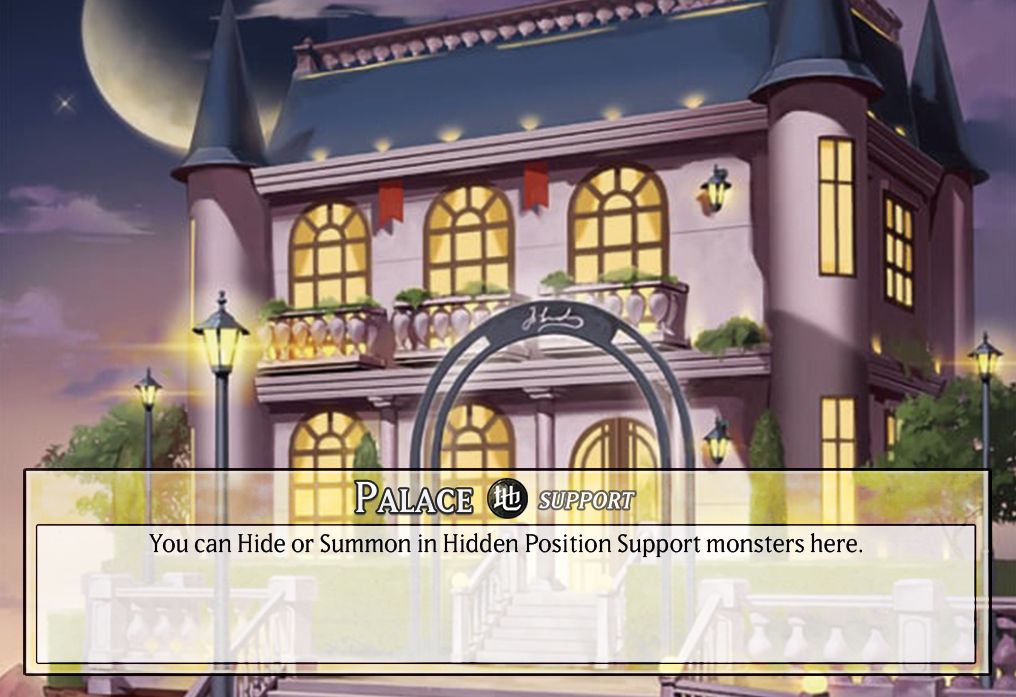 PALACE 地 SUPPORT
You can Hide or Summon in Hidden Position Support monsters here.